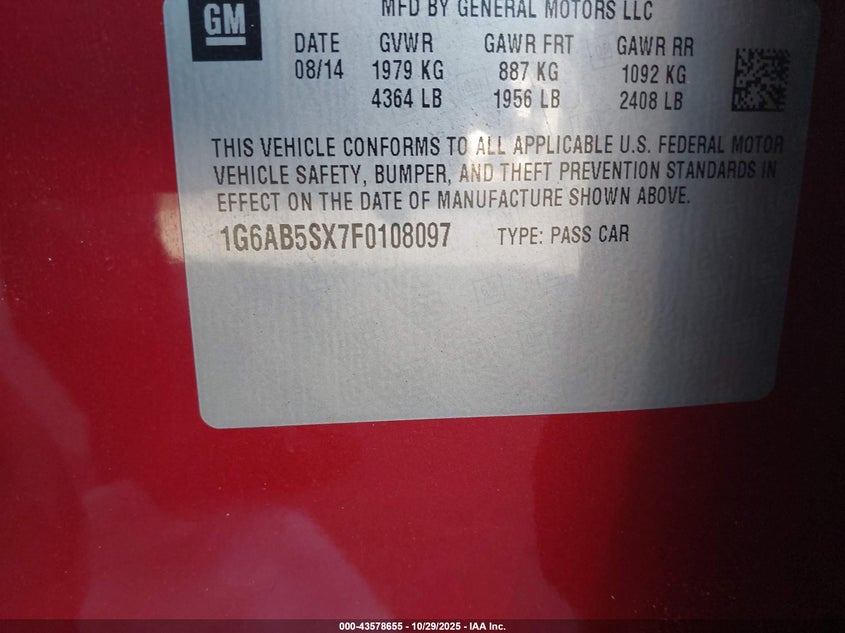 GM
MFD BY GENERAL MOTORS LLC
DATE GVWR GAWR FRT GAWR RR
08/14 1979 KG 887 KG 1092 KG
4364 LB 1956 LB 2408 LB
THIS VEHICLE CONFORMS TO ALL APPLICABLE U.S. FEDERAL MOTOR
VEHICLE SAFETY, BUMPER, AND THEFT PREVENTION STANDARDS IN
EFFECT ON THE DATE OF MANUFACTURE SHOWN ABOVE.
1G6AB5SX7F0108097 TYPE: PASS CAR
000-43578655 - 10/29/2025 - IAA Inc.